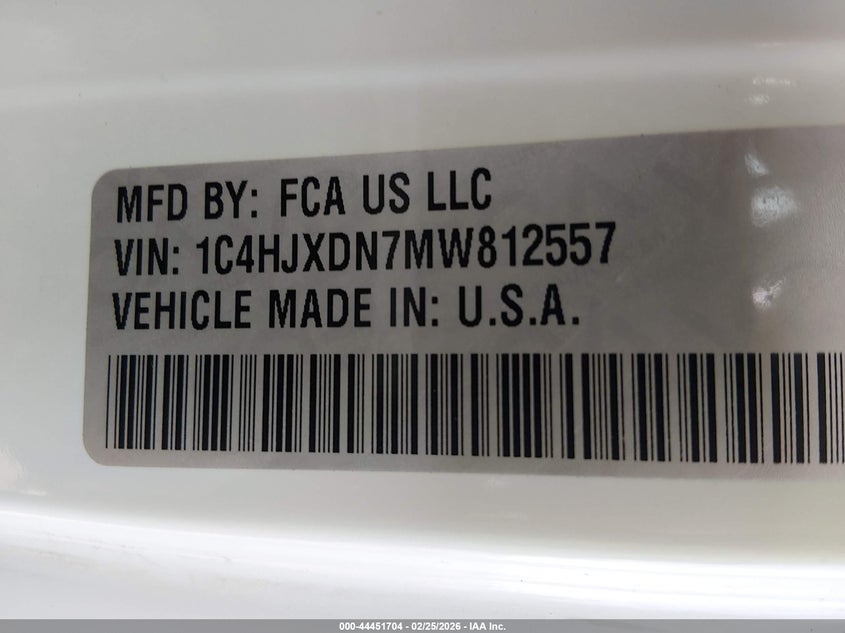 MFD BY: FCA US LLC
VIN: 1C4HJXDN7MW812557
VEHICLE MADE IN: U.S.A.
000-44451704 - 02/25/2026 - IAA Inc.